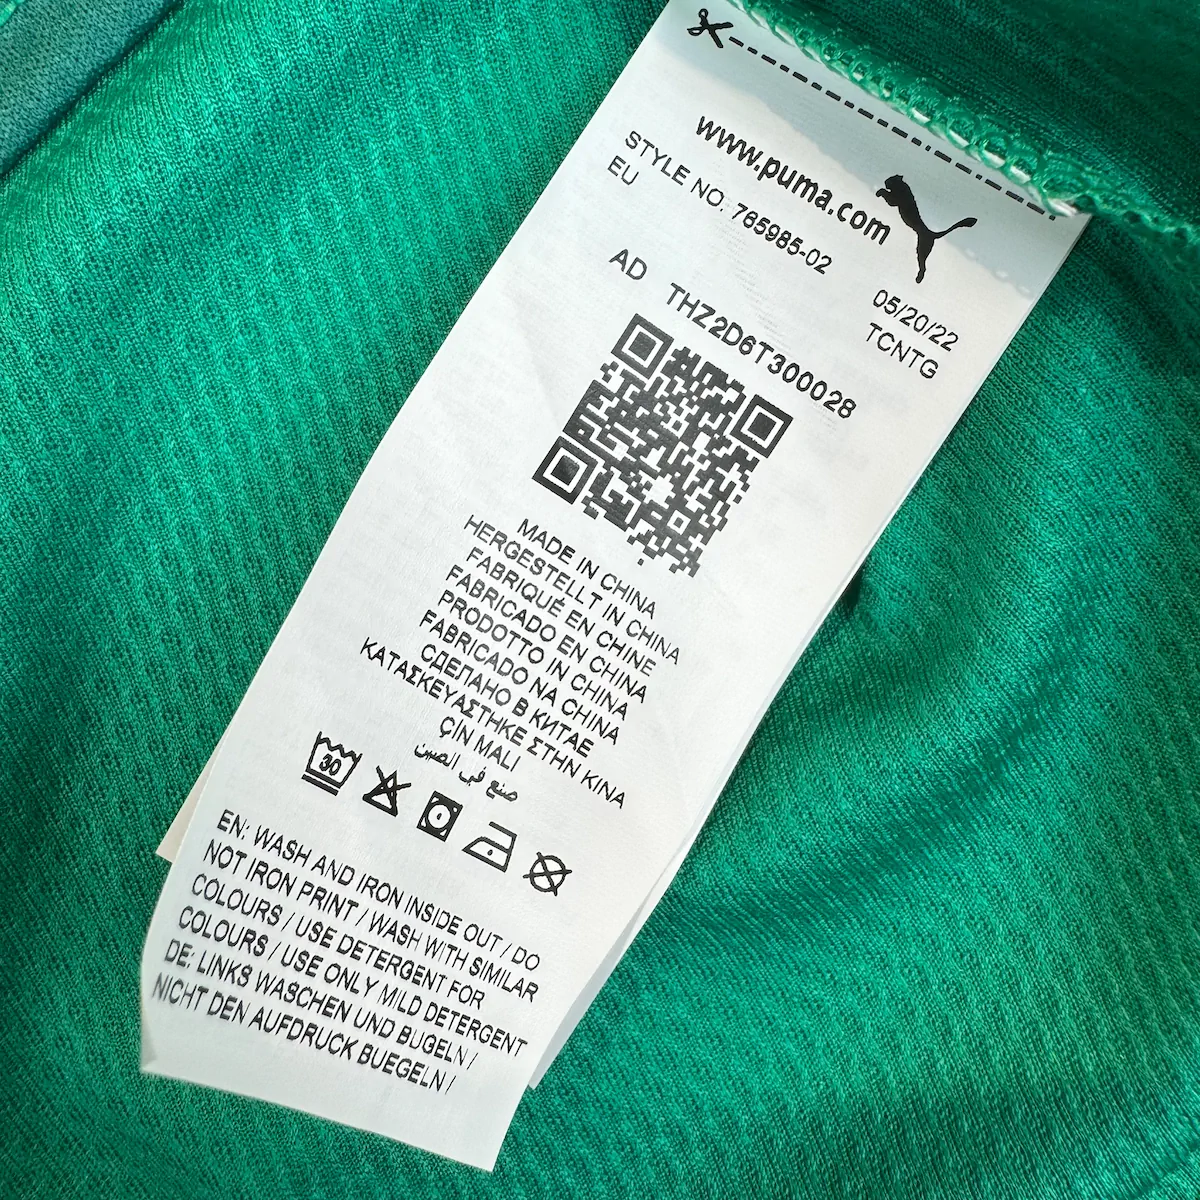 www.puma.com
STYLE NO: 765985-02
EU
05/20/22
TCNTG
AD THZ2D6T300028
MADE IN CHINA
HERGESTELLT IN CHINA
FABRIQUÉ EN CHINE
FABRICADO EN CHINA
PRODOTTO IN CHINA
FABRICADO NA CHINA
СДЕЛАНО В КИТАЕ
ΚΑΤΑΣΚΕΥΑΣΤΗΚΕ ΣΤΗΝ ΚΙΝΑ
ÇIN MALI
صنع في الصين
30
EN: WASH AND IRON INSIDE OUT / DO
NOT IRON PRINT / WASH WITH SIMILAR
COLOURS / USE DETERGENT FOR
COLOURS / USE ONLY MILD DETERGENT
DE: LINKS WASCHEN UND BUGELN /
NICHT DEN AUFDRUCK BUEGELN /